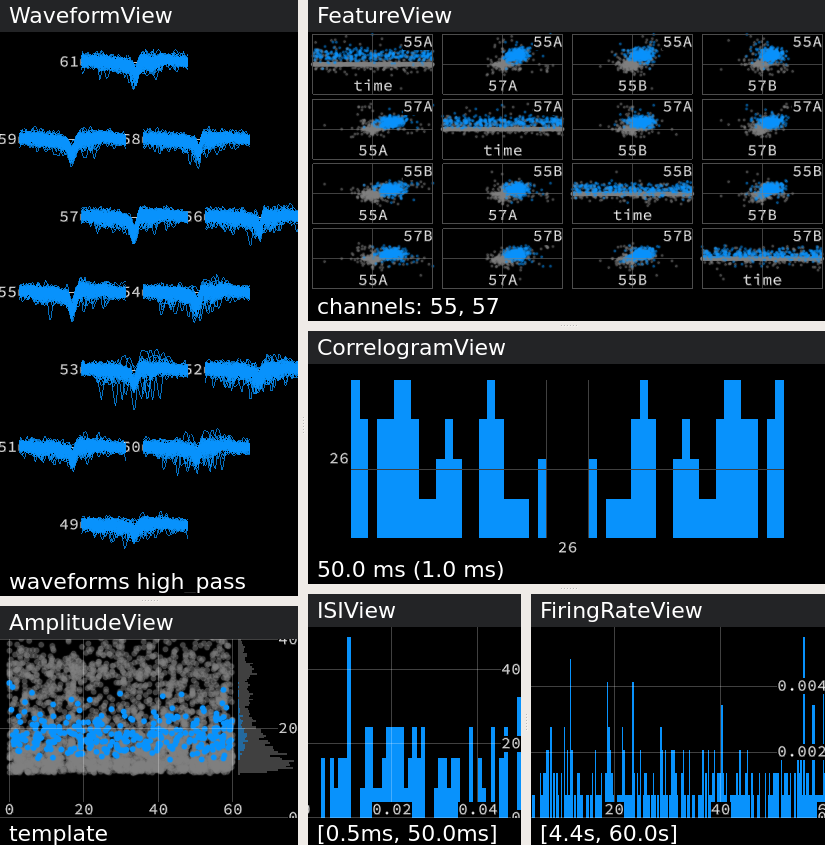 WaveformView
61
59 58
57 56
55 54
53 52
51 50
49
waveforms high_pass
AmplitudeView
40
20
0
0 20 40 60
template
FeatureView
55A 55A 55A 55A
time 57A 55B 57B
57A 57A 57A 57A
55A time 55B 57B
55B 55B 55B 55B
55A 57A time 57B
57B 57B 57B 57B
55A 57A 55B time
channels: 55, 57
CorrelogramView
26
26
50.0 ms (1.0 ms)
ISIView
40
20
0
0.02 0.04
[0.5ms, 50.0ms]
FiringRateView
0.004
0.002
20 40
[4.4s, 60.0s]